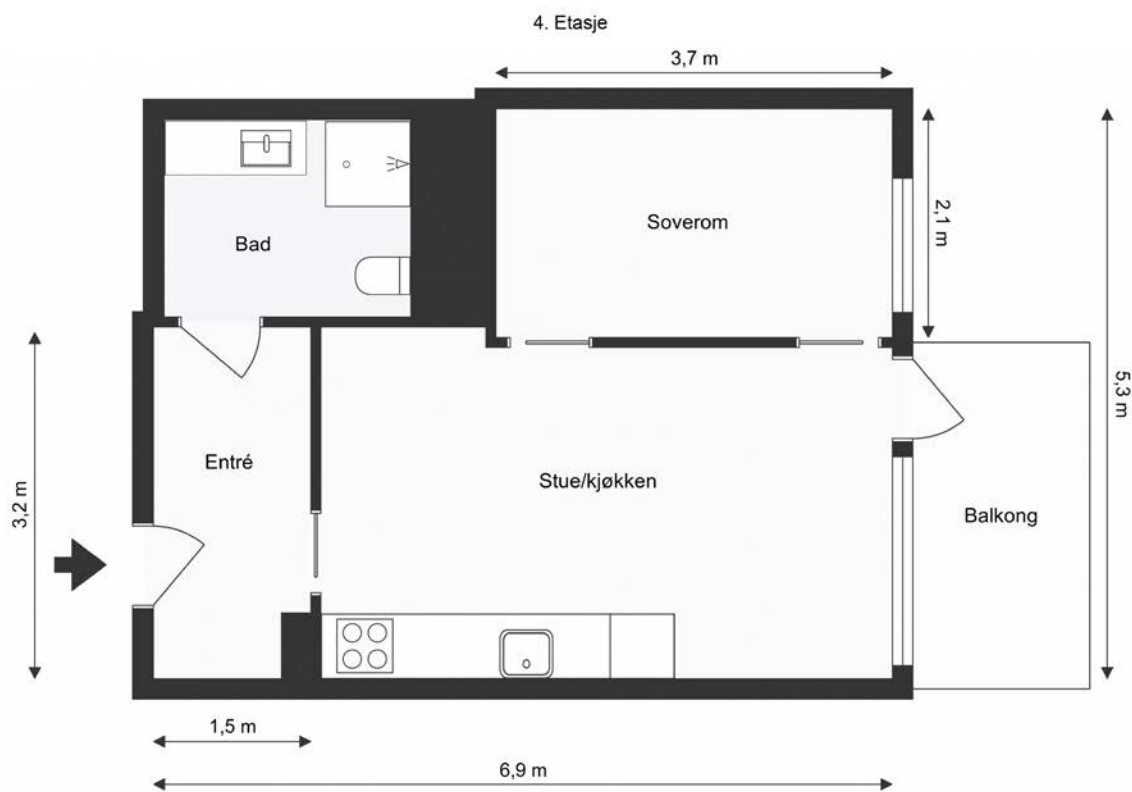 4. Etasje
3,7 m
Soverom
2,1 m
Bad
5,3 m
Entré
Stue/kjøkken
3,2 m
Balkong
1,5 m
6,9 m